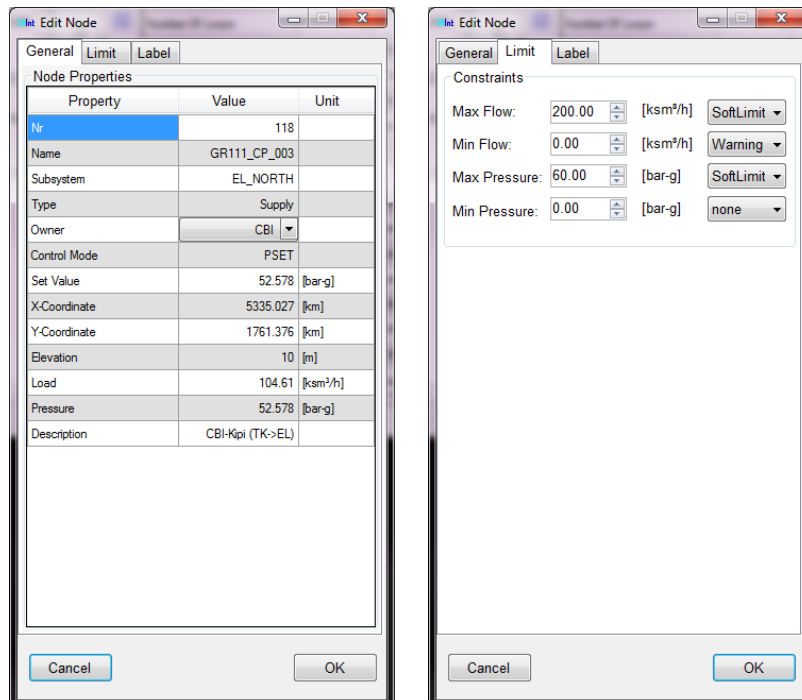 Int Edit Node
General Limit Label
Node Properties
Property Value Unit
Nr 118
Name GR111_CP_003
Subsystem EL_NORTH
Type Supply
Owner CBI
Control Mode PSET
Set Value 52.578 [bar-g]
X-Coordinate 5335.027 [km]
Y-Coordinate 1761.376 [km]
Elevation 10 [m]
Load 104.61 [ksm³/h]
Pressure 52.578 [bar-g]
Description CBI-Kipi (TK->EL)
Cancel OK
Int Edit Node
General Limit Label
Constraints
Max Flow: 200.00 [ksm³/h] SoftLimit
Min Flow: 0.00 [ksm³/h] Warning
Max Pressure: 60.00 [bar-g] SoftLimit
Min Pressure: 0.00 [bar-g] none
Cancel OK